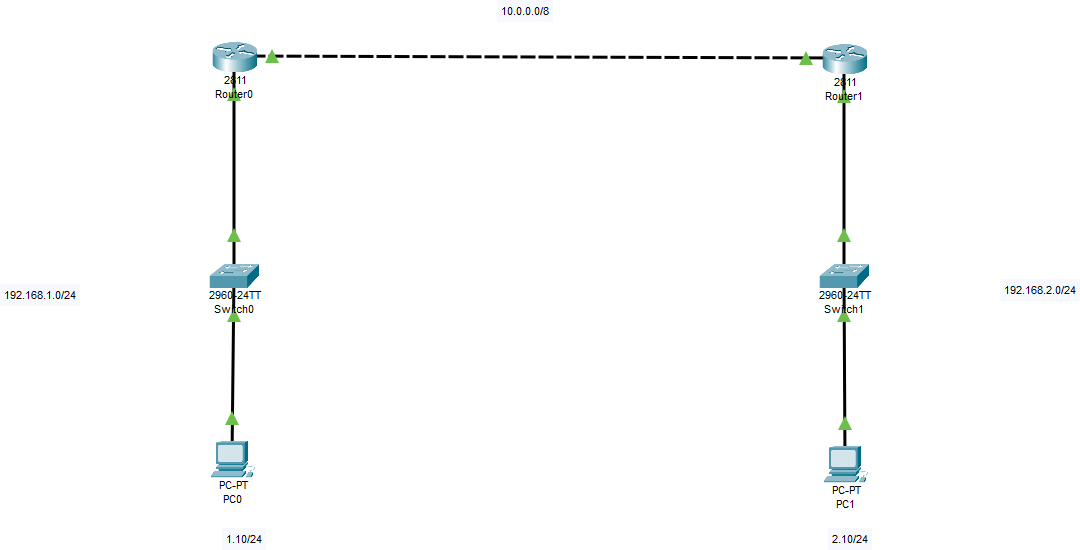 10.0.0.0/8
2811
Router0
2811
Router1
192.168.1.0/24
2960-24TT
Switch0
2960-24TT
Switch1
192.168.2.0/24
PC-PT
PC0
PC-PT
PC1
1.10/24
2.10/24